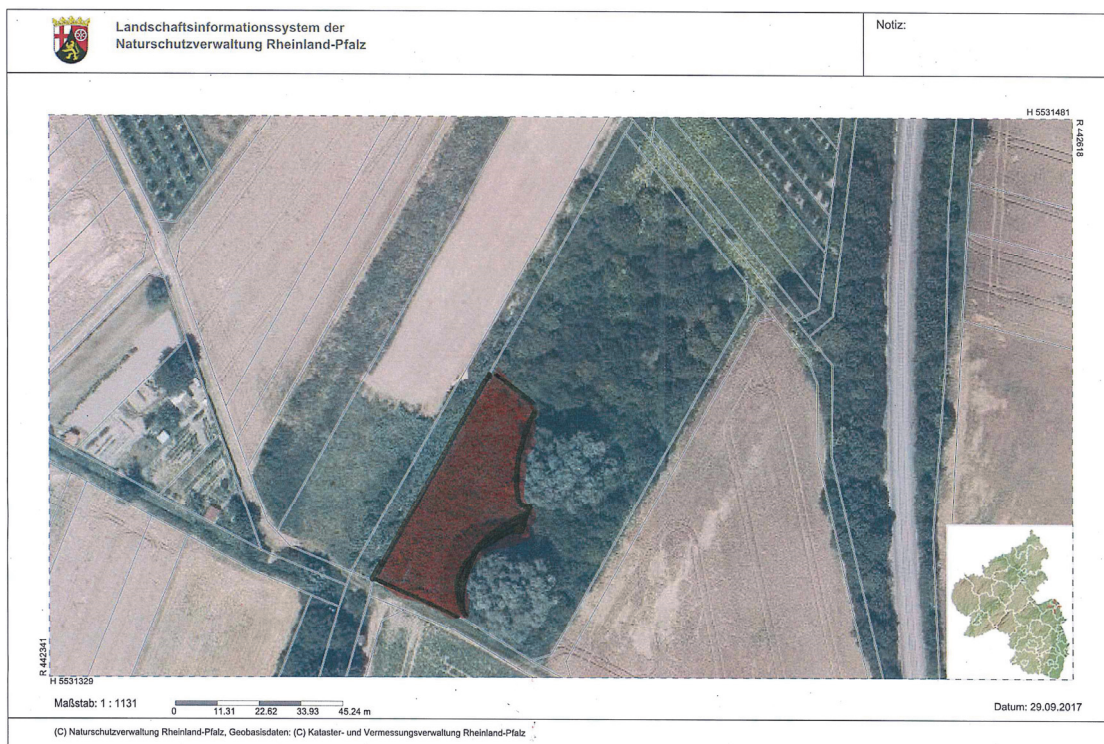 Landschaftsinformationssystem der
Naturschutzverwaltung Rheinland-Pfalz
Notiz:
H 5531481
R 442618
R 442341
H 5531329
Maßstab: 1 : 1131
0 11.31 22.62 33.93 45.24 m
Datum: 29.09.2017
(C) Naturschutzverwaltung Rheinland-Pfalz, Geobasisdaten: (C) Kataster- und Vermessungsverwaltung Rheinland-Pfalz